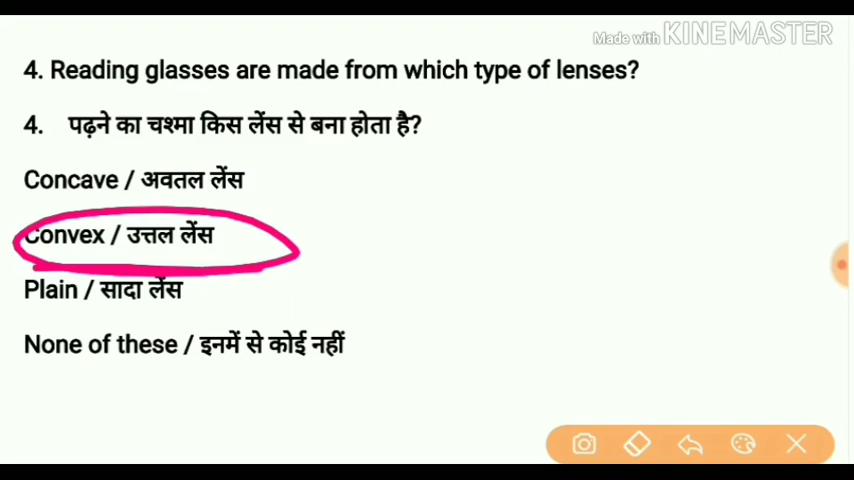 Made with KINEMASTER
4. Reading glasses are made from which type of lenses?
4. पढ़ने का चश्मा किस लेंस से बना होता है?
Concave / अवतल लेंस
Convex / उत्तल लेंस
Plain / सादा लेंस
None of these / इनमें से कोई नहीं